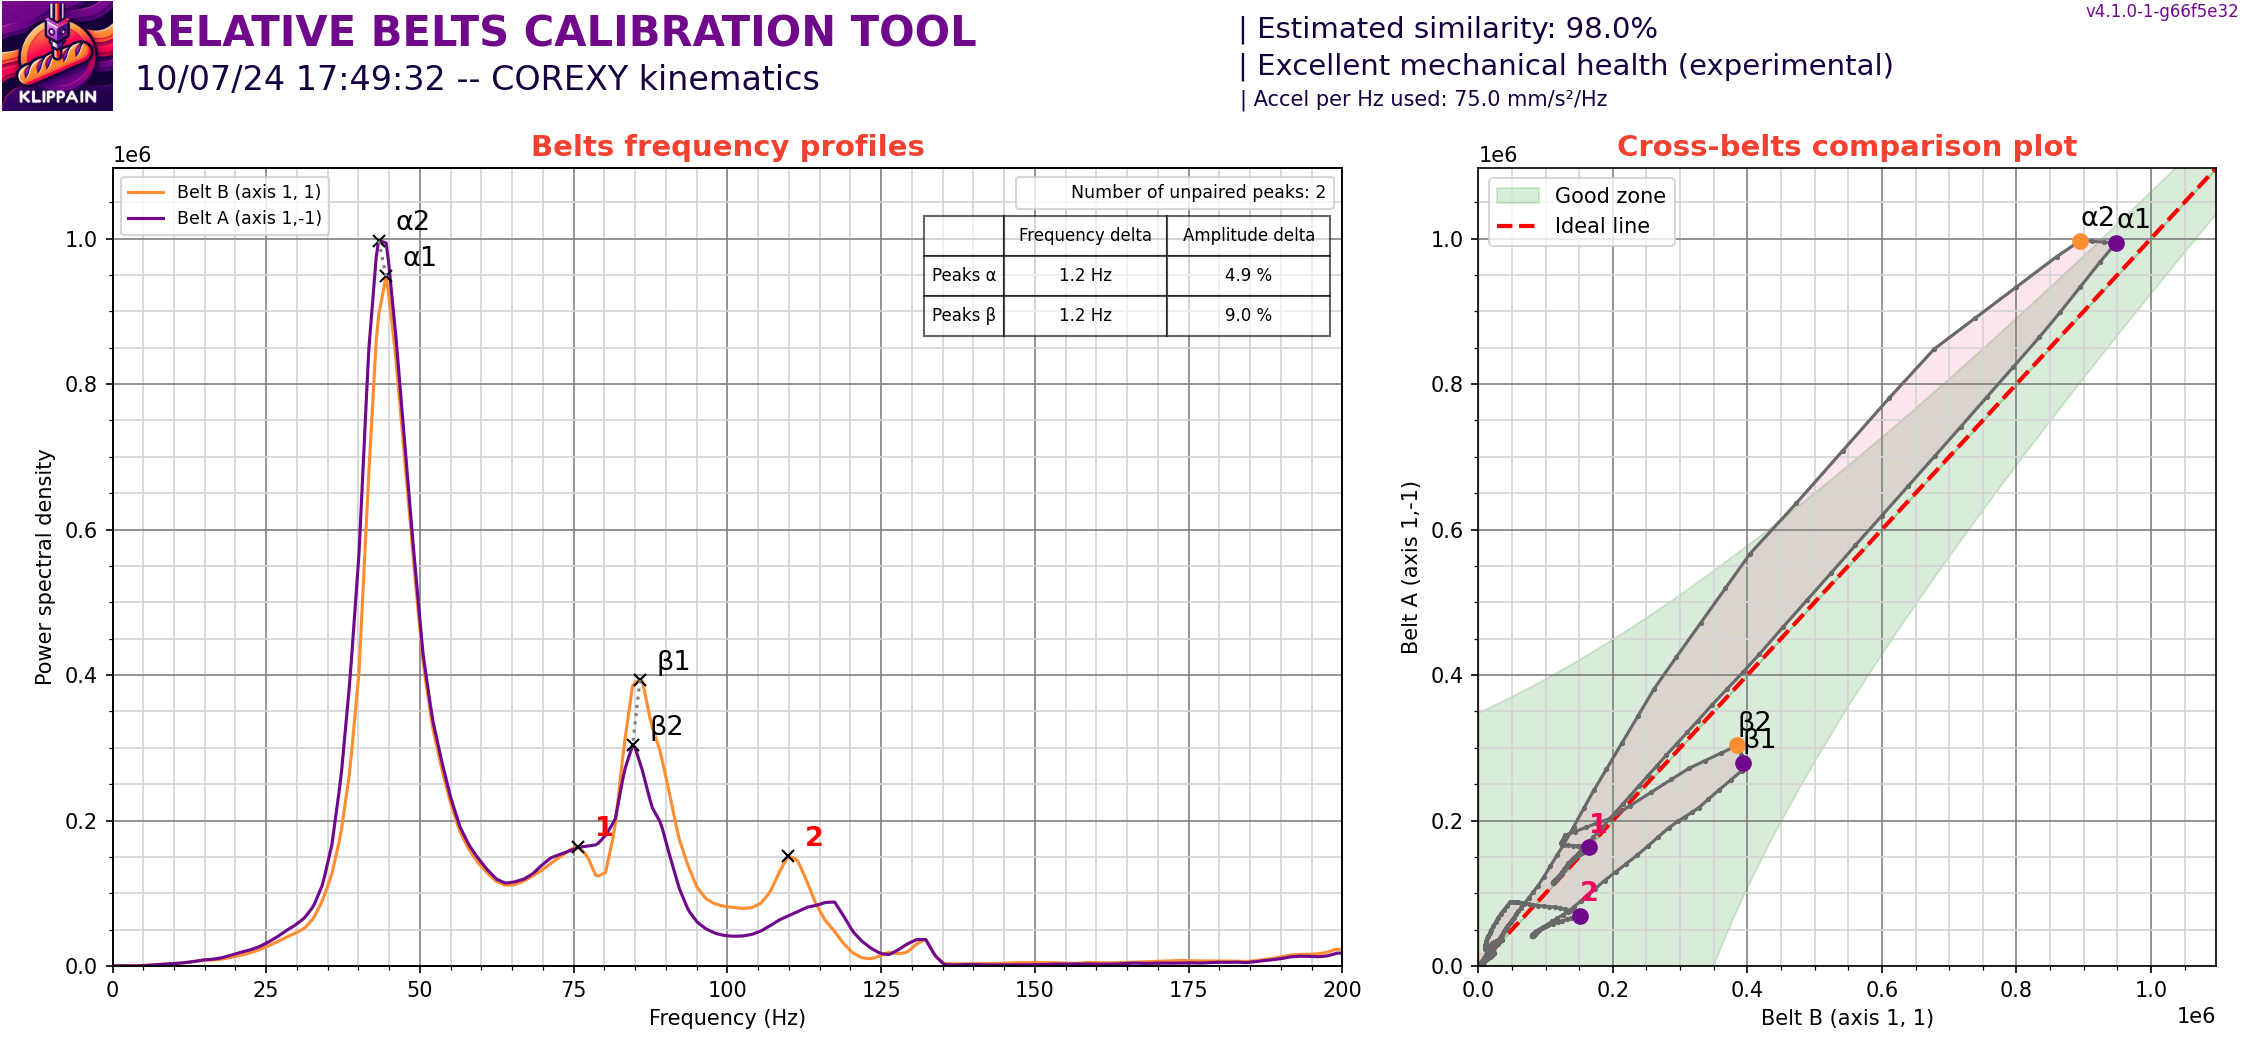 KLIPPAIN
RELATIVE BELTS CALIBRATION TOOL
10/07/24 17:49:32 -- COREXY kinematics
| Estimated similarity: 98.0%
| Excellent mechanical health (experimental)
| Accel per Hz used: 75.0 mm/s²/Hz
v4.1.0-1-g66f5e32
Belts frequency profiles
1e6
Belt B (axis 1, 1)
Belt A (axis 1,-1)
Number of unpaired peaks: 2
Frequency delta Amplitude delta
Peaks α 1.2 Hz 4.9 %
Peaks β 1.2 Hz 9.0 %
α2
α1
β1
β2
1
2
Power spectral density
1.0
0.8
0.6
0.4
0.2
0.0
0 25 50 75 100 125 150 175 200
Frequency (Hz)
Cross-belts comparison plot
1e6
Good zone
Ideal line
α2 α1
β2
β1
1
2
Belt A (axis 1,-1)
1.0
0.8
0.6
0.4
0.2
0.0
0.0 0.2 0.4 0.6 0.8 1.0
Belt B (axis 1, 1)
1e6